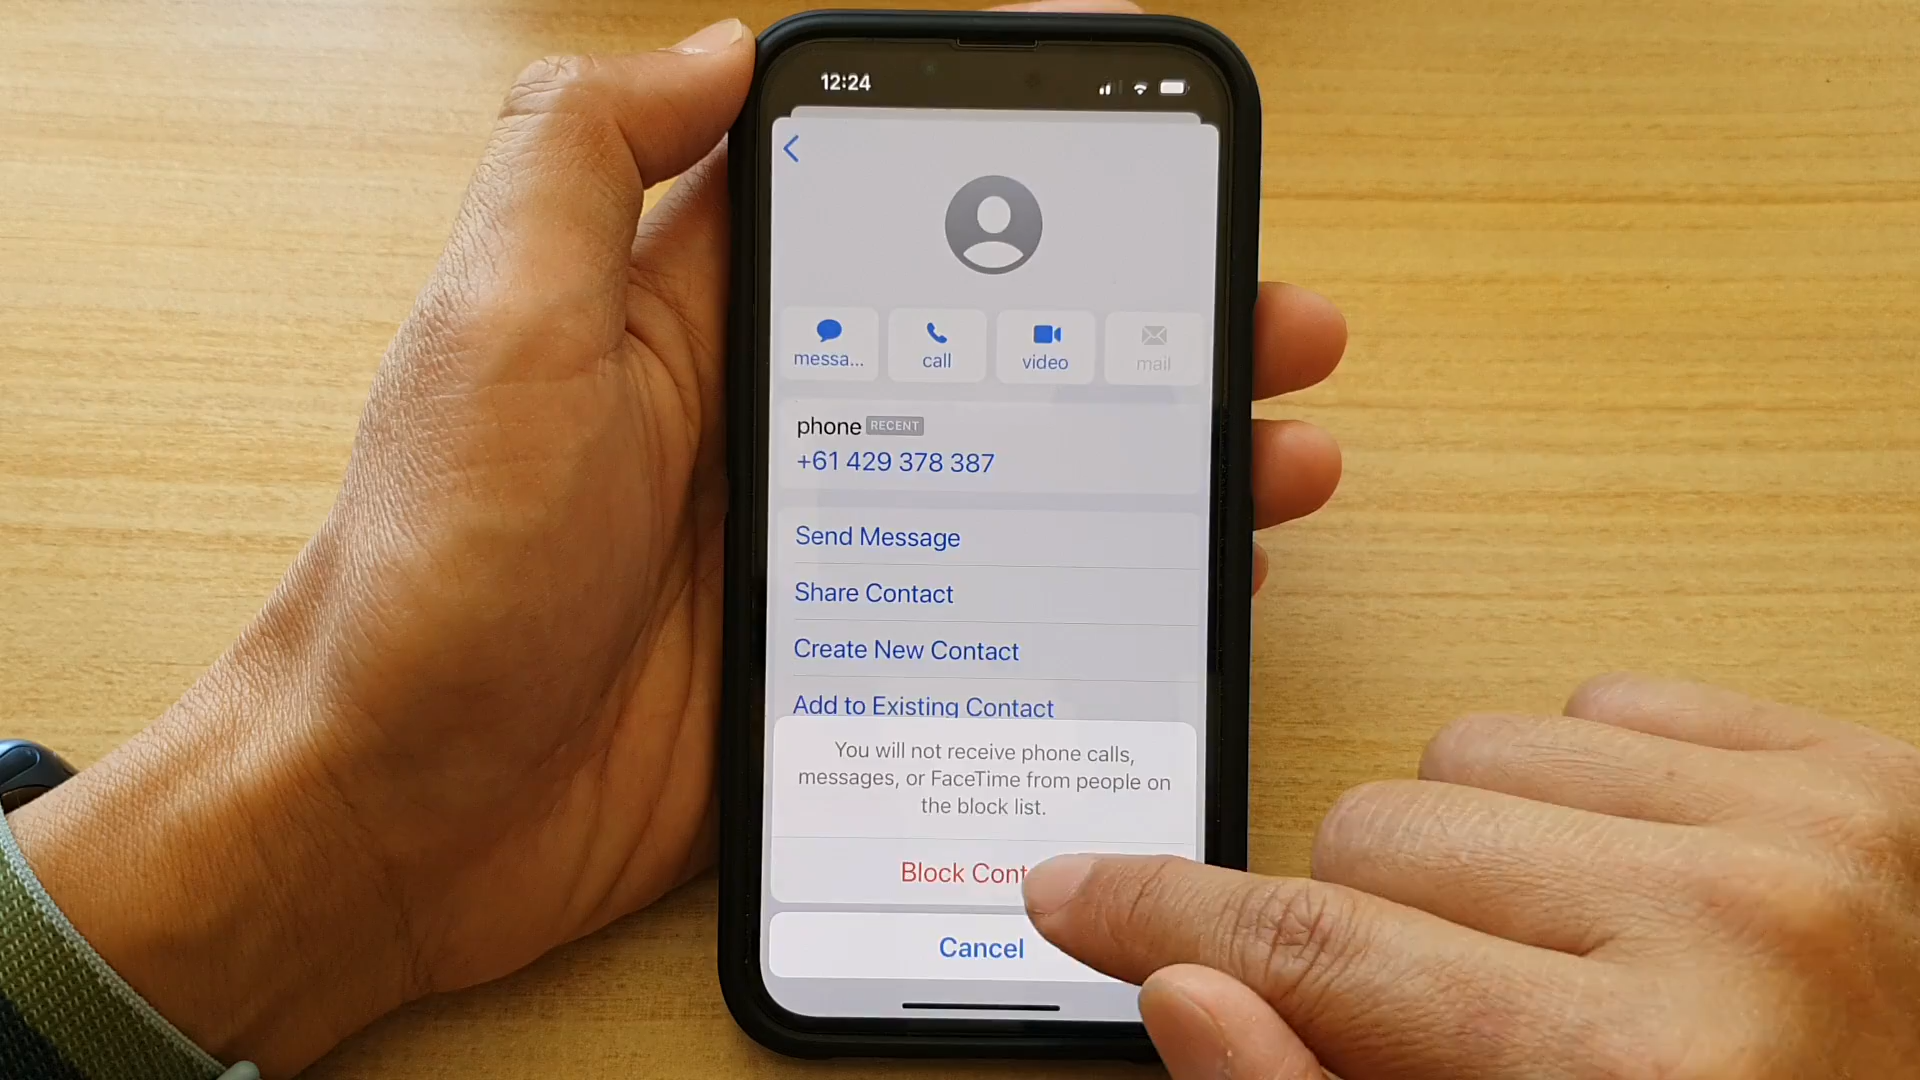 12:24
messa...
call
video
mail
phone RECENT
+61 429 378 387
Send Message
Share Contact
Create New Contact
Add to Existing Contact
You will not receive phone calls,
messages, or FaceTime from people on
the block list.
Block Cont
Cancel